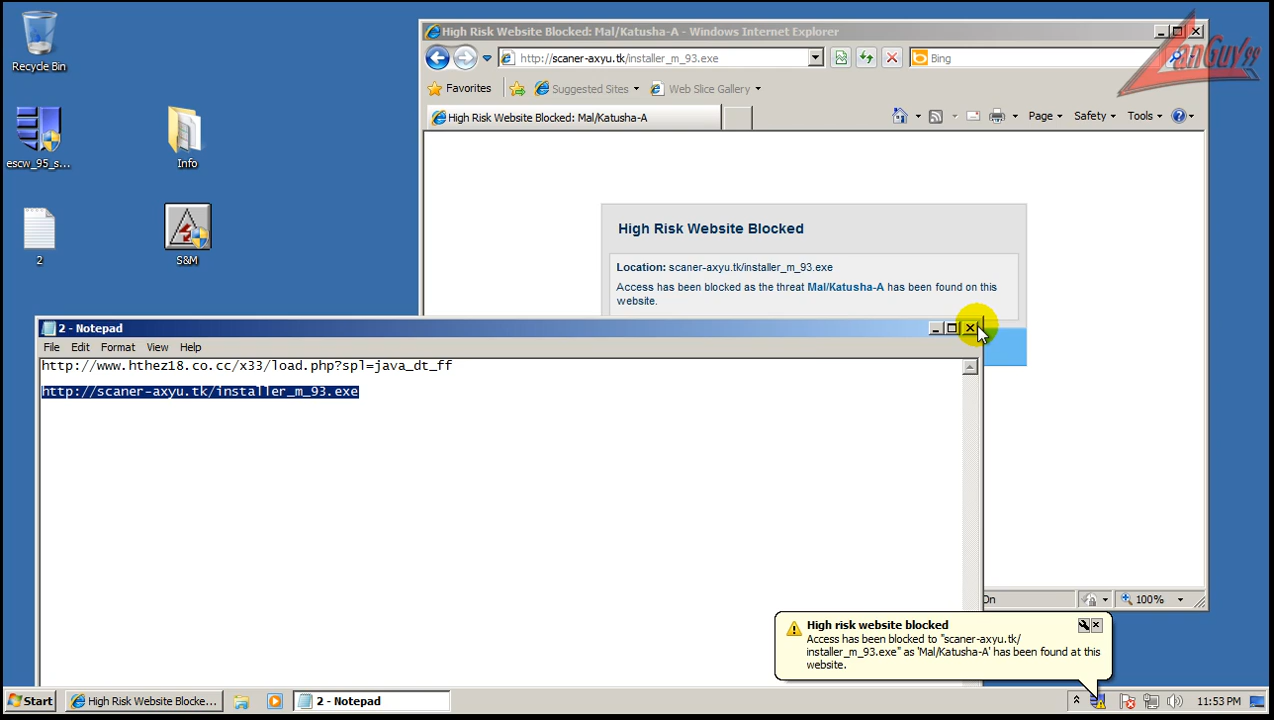 Recycle Bin
escw_95_s...
Info
2
S&M
High Risk Website Blocked: Mal/Katusha-A - Windows Internet Explorer
http://scaner-axyu.tk/installer_m_93.exe
Bing
Favorites
Suggested Sites
Web Slice Gallery
High Risk Website Blocked: Mal/Katusha-A
Page
Safety
Tools
High Risk Website Blocked
Location: scaner-axyu.tk/installer_m_93.exe
Access has been blocked as the threat Mal/Katusha-A has been found on this
website.
2 - Notepad
File Edit Format View Help
http://www.hthez18.co.cc/x33/load.php?spl=java_dt_ff
http://scaner-axyu.tk/installer_m_93.exe
On
100%
High risk website blocked
Access has been blocked to "scaner-axyu.tk/
installer_m_93.exe" as 'Mal/Katusha-A' has been found at this
website.
Start
High Risk Website Blocke...
2 - Notepad
11:53 PM